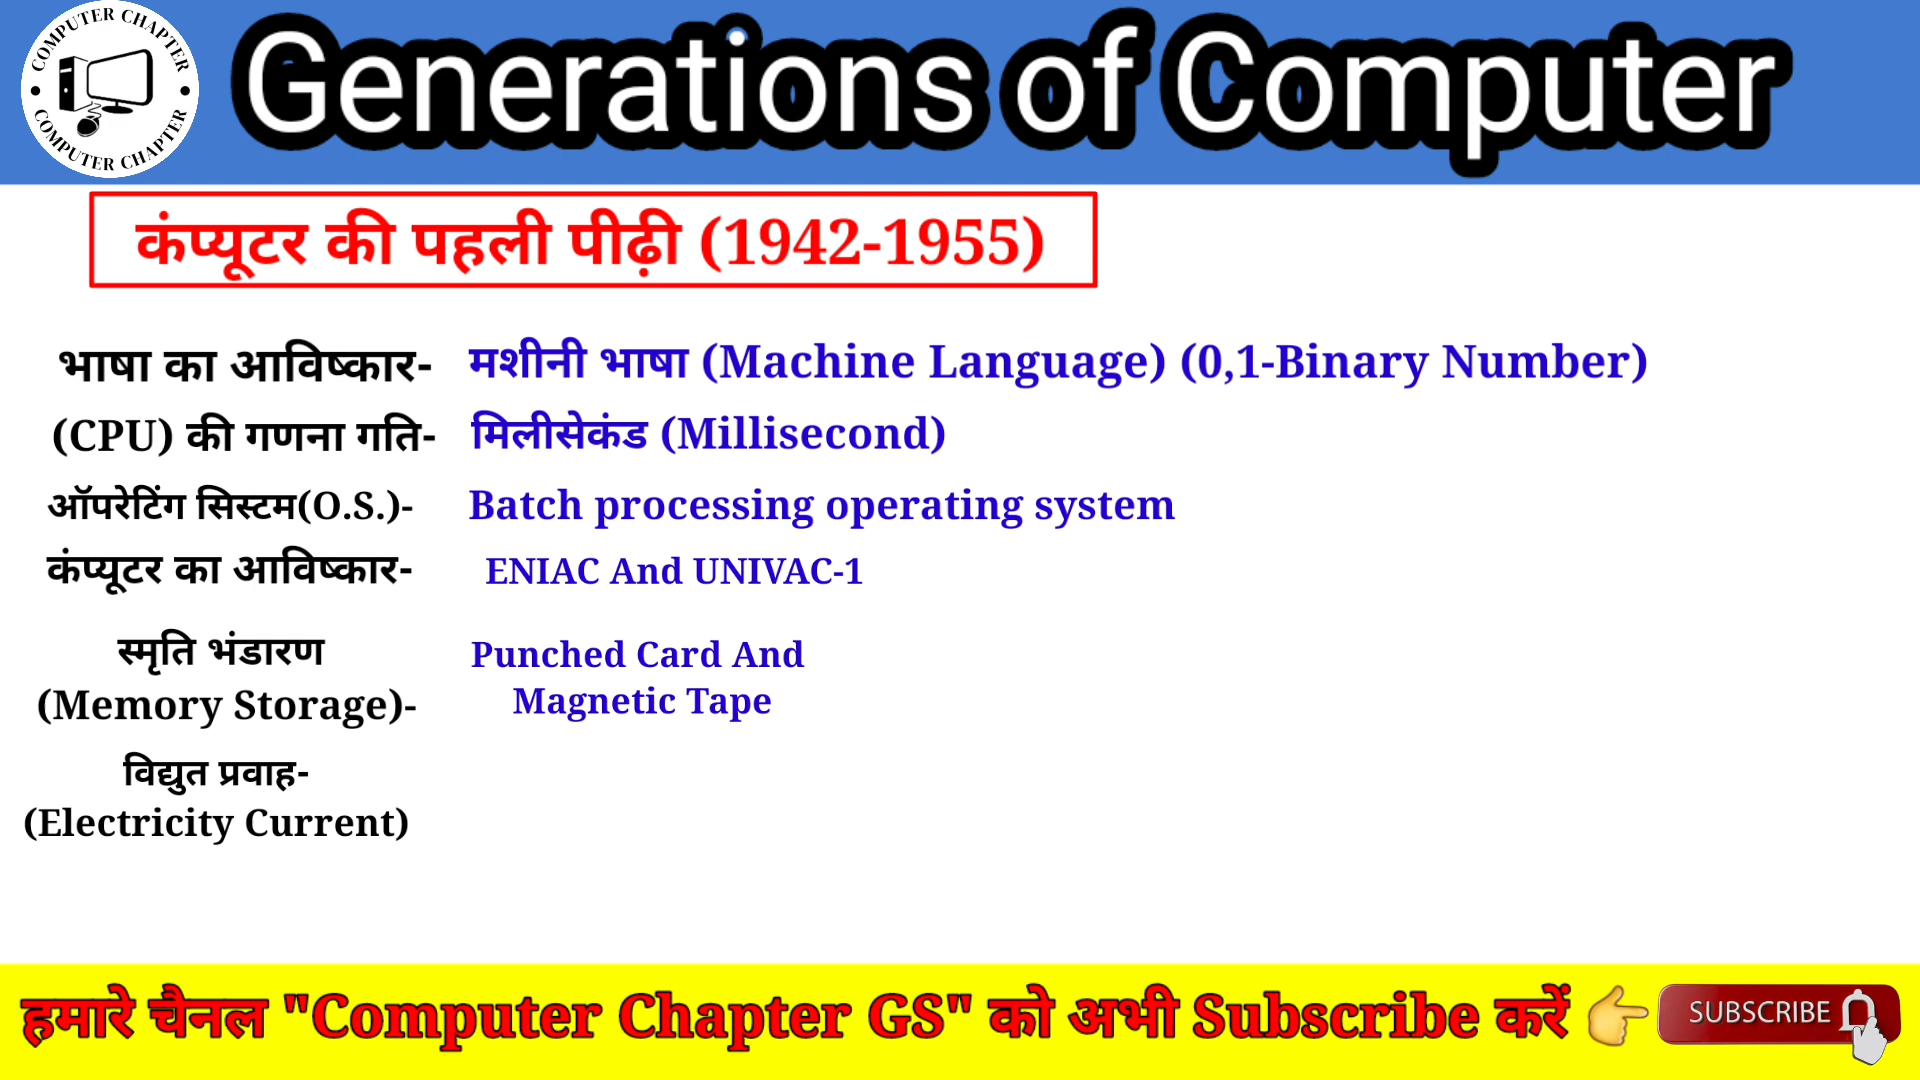 COMPUTER CHAPTER
COMPUTER CHAPTER
Generations of Computer
कंप्यूटर की पहली पीढ़ी (1942-1955)
भाषा का आविष्कार- मशीनी भाषा (Machine Language) (0,1-Binary Number)
(CPU) की गणना गति- मिलीसेकंड (Millisecond)
ऑपरेटिंग सिस्टम(O.S.)- Batch processing operating system
कंप्यूटर का आविष्कार- ENIAC And UNIVAC-1
स्मृति भंडारण
(Memory Storage)-
Punched Card And
Magnetic Tape
विद्युत प्रवाह-
(Electricity Current)
हमारे चैनल "Computer Chapter GS" को अभी Subscribe करें 👉 SUBSCRIBE